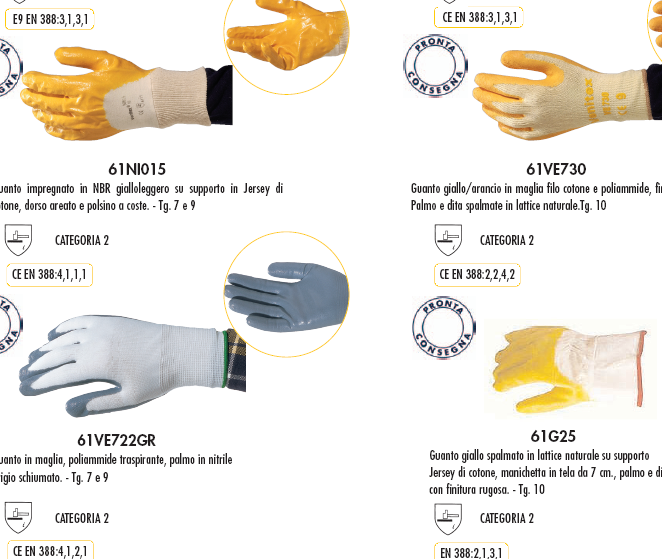 E9 EN 388:3,1,3,1
CE EN 388:3,1,3,1
PRONTA
CONSEGNA
unitax
61NI015
uanto impregnato in NBR gialloleggero su supporto in Jersey di
tone, dorso areato e polsino a coste. - Tg. 7 e 9
CATEGORIA 2
CE EN 388:4,1,1,1
61VE730
Guanto giallo/arancio in maglia filo cotone e poliammide, fi
Palmo e dita spalmate in lattice naturale.Tg. 10
CATEGORIA 2
CE EN 388:2,2,4,2
PRONTA
CONSEGNA
61VE722GR
uanto in maglia, poliammide traspirante, palmo in nitrile
rigio schiumato. - Tg. 7 e 9
CATEGORIA 2
CE EN 388:4,1,2,1
61G25
Guanto giallo spalmato in lattice naturale su supporto
Jersey di cotone, manichetta in tela da 7 cm., palmo e di
con finitura rugosa. - Tg. 10
CATEGORIA 2
EN 388:2,1,3,1